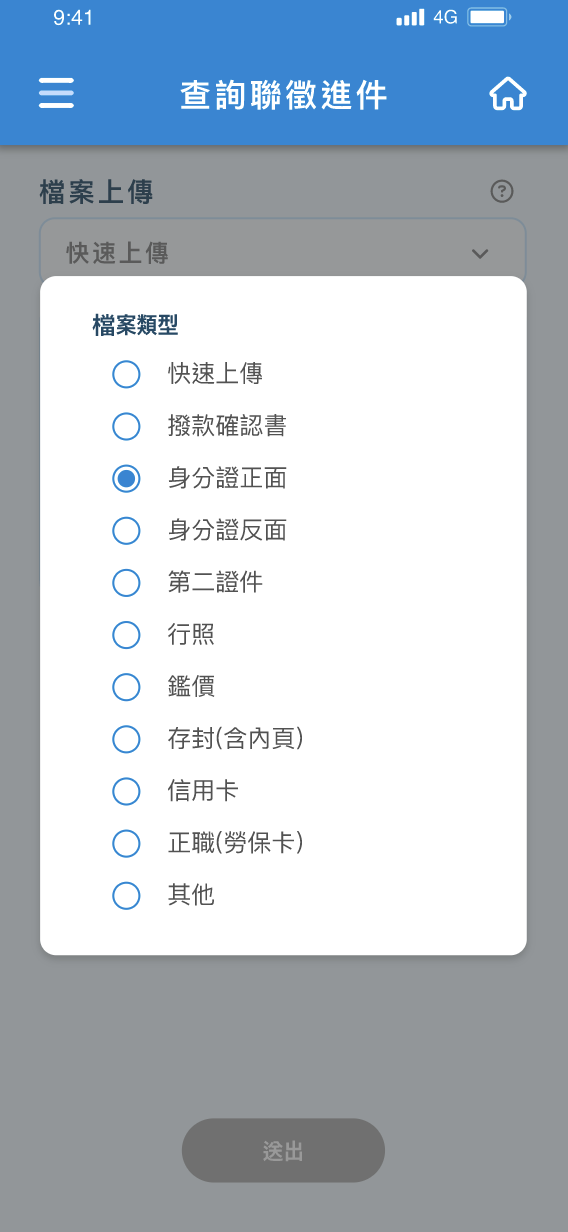 9:41
4G
查詢聯徵進件
檔案上傳
?
快速上傳
檔案類型
快速上傳
撥款確認書
身分證正面
身分證反面
第二證件
行照
鑑價
存封(含內頁)
信用卡
正職(勞保卡)
其他
送出